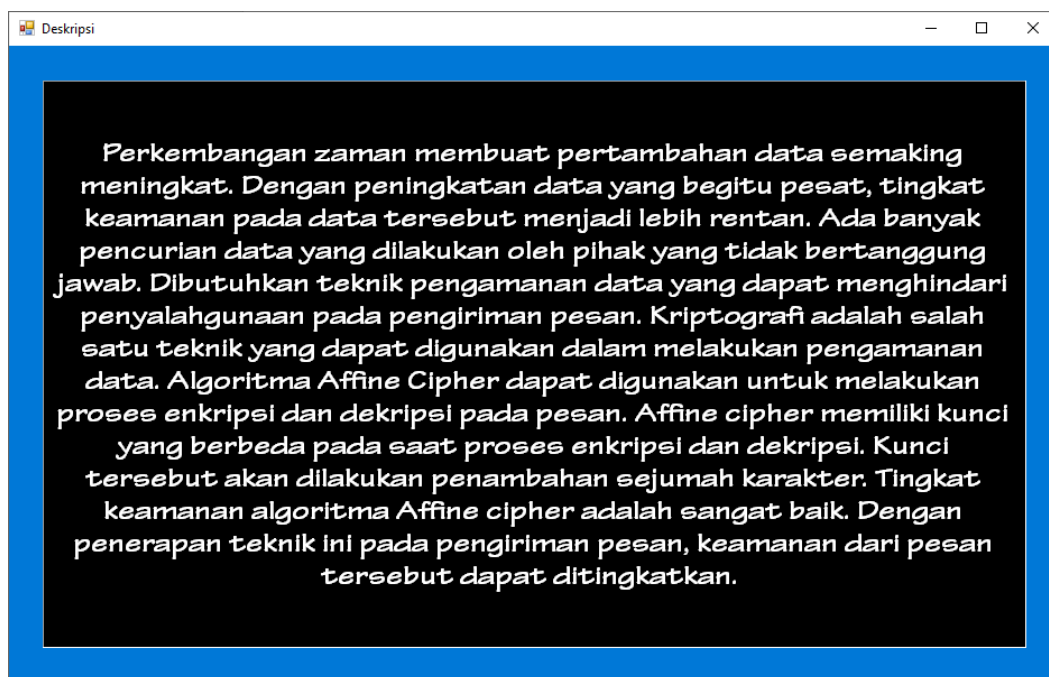 Deskripsi
Perkembangan zaman membuat pertambahan data semaking
meningkat. Dengan peningkatan data yang begitu pesat, tingkat
keamanan pada data tersebut menjadi lebih rentan. Ada banyak
pencurian data yang dilakukan oleh pihak yang tidak bertanggung
jawab. Dibutuhkan teknik pengamanan data yang dapat menghindari
penyalahgunaan pada pengiriman pesan. Kriptografi adalah salah
satu teknik yang dapat digunakan dalam melakukan pengamanan
data. Algoritma Affine Cipher dapat digunakan untuk melakukan
proses enkripsi dan dekripsi pada pesan. Affine cipher memiliki kunci
yang berbeda pada saat proses enkripsi dan dekripsi. Kunci
tersebut akan dilakukan penambahan sejumah karakter. Tingkat
keamanan algoritma Affine cipher adalah sangat baik. Dengan
penerapan teknik ini pada pengiriman pesan, keamanan dari pesan
tersebut dapat ditingkatkan.